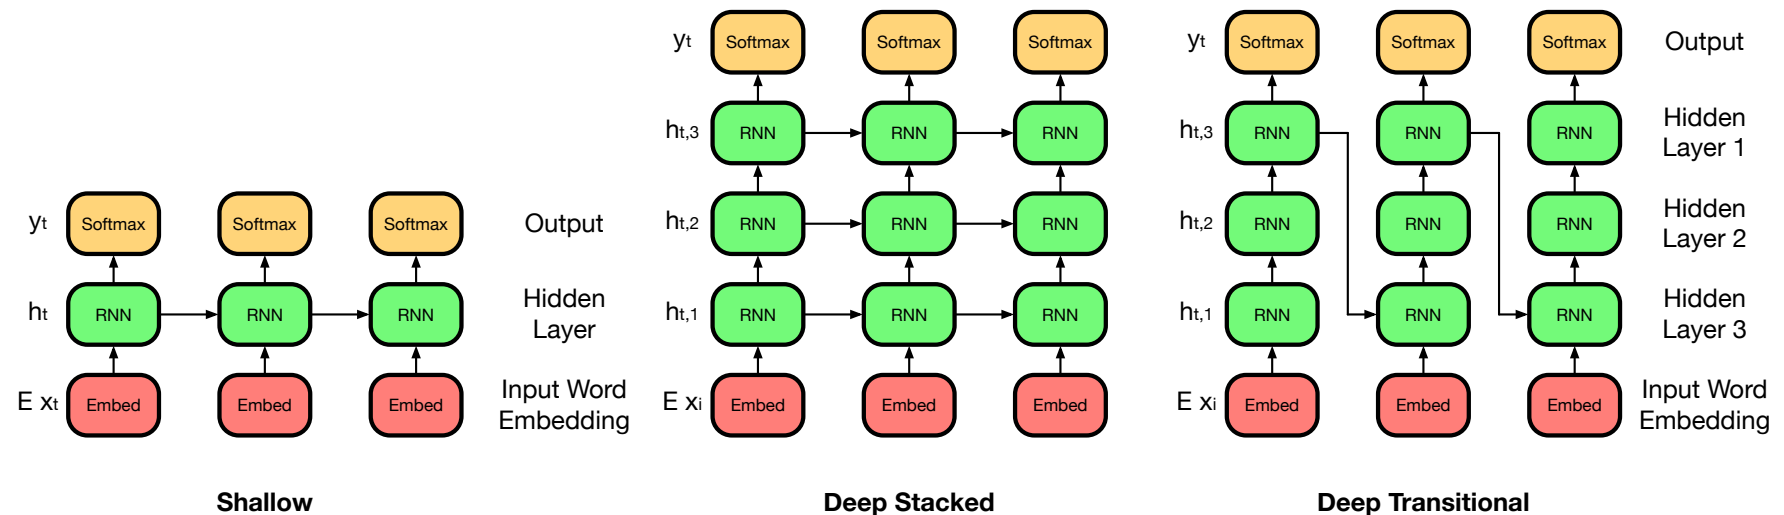 yt Softmax Softmax Softmax Output
ht RNN RNN RNN Hidden
Layer
E xt Embed Embed Embed Input Word
Embedding
Shallow
yt Softmax Softmax Softmax
ht,3 RNN RNN RNN
ht,2 RNN RNN RNN
ht,1 RNN RNN RNN
E xi Embed Embed Embed
Deep Stacked
yt Softmax Softmax Softmax Output
ht,3 RNN RNN RNN Hidden
Layer 1
ht,2 RNN RNN RNN Hidden
Layer 2
ht,1 RNN RNN RNN Hidden
Layer 3
E xi Embed Embed Embed Input Word
Embedding
Deep Transitional